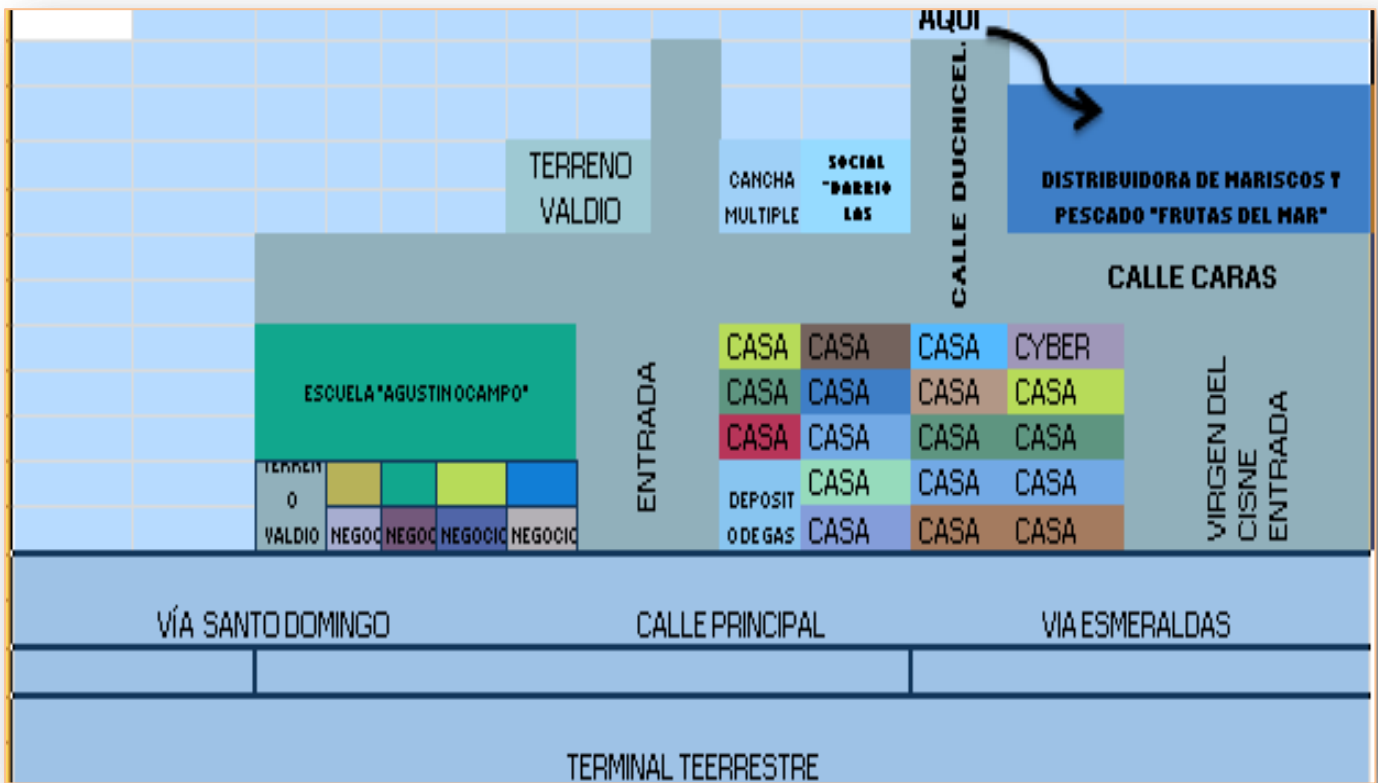 AQUI
CALLE DUCHICEL.
TERRENO
VALDIO
CANCHA
MULTIPLE
SOCIAL
"BARRIO
LAS
DISTRIBUIDORA DE MARISCOS Y
PESCADO "FRUTAS DEL MAR"
CALLE CARAS
ESCUELA "AGUSTIN OCAMPO"
ENTRADA
CASA CASA CASA CYBER
CASA CASA CASA CASA
CASA CASA CASA CASA
CASA CASA CASA
CASA CASA CASA
DEPOSIT
O DE GAS
VIRGEN DEL
CISNE
ENTRADA
TERREN
O
VALDIO
NEGOC NEGOC NEGOCIO NEGOCIO
VÍA SANTO DOMINGO CALLE PRINCIPAL VIA ESMERALDAS
TERMINAL TEERRESTRE